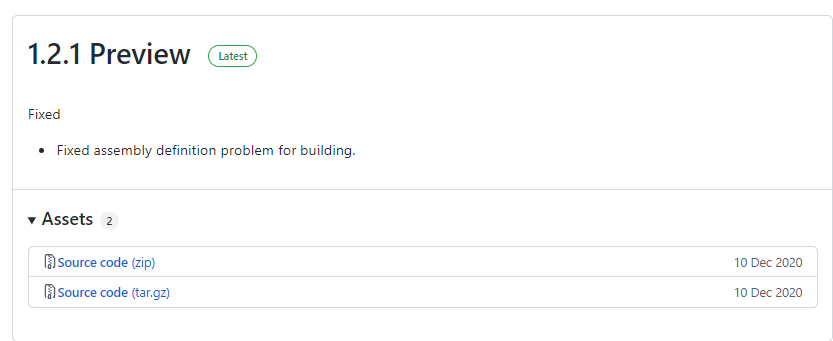 1.2.1 Preview Latest
Fixed
Fixed assembly definition problem for building.
Assets 2
Source code (zip) 10 Dec 2020
Source code (tar.gz) 10 Dec 2020